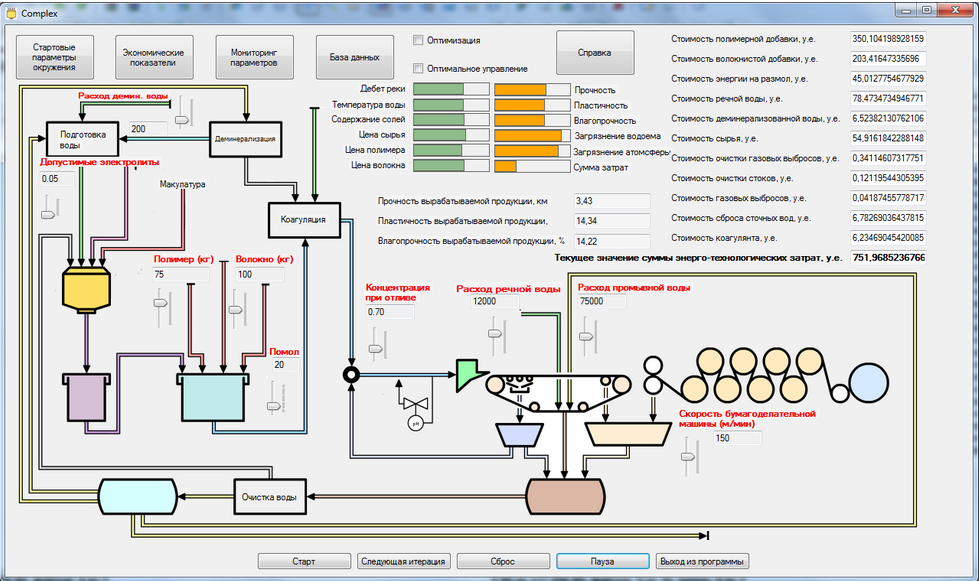 Complex
Стартовые
параметры
окружения
Экономические
показатели
Мониторинг
параметров
База данных
Оптимизация
Оптимальное управление
Справка
Стоимость полимерной добавки, у.е.
350,104198928159
Стоимость волокнистой добавки, у.е.
203,41647335696
Стоимость энергии на размол, у.е.
45,0127754677929
Стоимость речной воды, у.е.
78,4734734946771
Стоимость деминерализованной воды, у.е.
6,52382130762106
Стоимость сырья, у.е.
54,9161842288148
Стоимость очистки газовых выбросов, у.е.
0,34114607317751
Стоимость очистки стоков, у.е.
0,12119544305395
Стоимость газовых выбросов, у.е.
0,04187455778717
Стоимость сброса сточных вод, у.е.
6,78269036437815
Стоимость коагулянта, у.е.
6,23469045420085
Текущее значение суммы энерго-технологических затрат, у.е.
751,9685236766
Дебет реки
Прочность
Температура воды
Пластичность
Содержание солей
Влагопрочность
Цена сырья
Загрязнение водоема
Цена полимера
Загрязнение атмосферы
Цена волокна
Сумма затрат
Прочность вырабатываемой продукции, км
3,43
Пластичность вырабатываемой продукции,
14,34
Влагопрочность вырабатываемой продукции, %
14,22
Расход демин. воды
200
Подготовка
воды
Деминерализация
Допустимые электролиты
0.05
Макулатура
Коагуляция
Полимер (кг)
75
Волокно (кг)
100
Помол
20
Концентрация
при отливе
0.70
Расход речной воды
12000
Расход промывной воды
75000
pH
Скорость бумагоделательной
машины (м/мин)
150
Очистка воды
Старт
Следующая итерация
Сброс
Пауза
Выход из программы